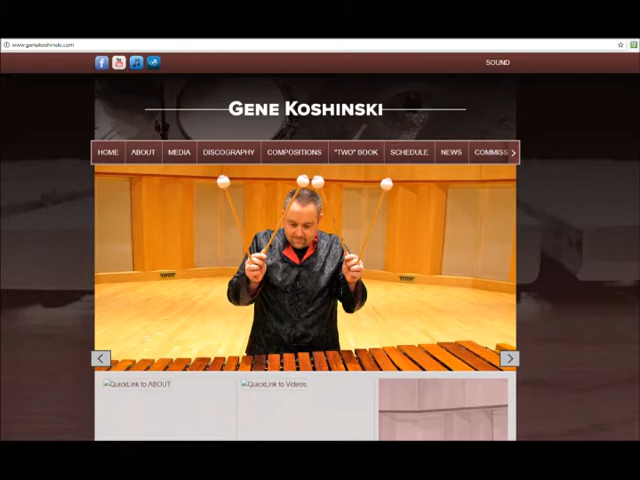 www.genekoshinski.com
SOUND
GENE KOSHINSKI
HOME ABOUT MEDIA DISCOGRAPHY COMPOSITIONS "TWO" BOOK SCHEDULE NEWS COMMISS
QuickLink to ABOUT QuickLink to Videos